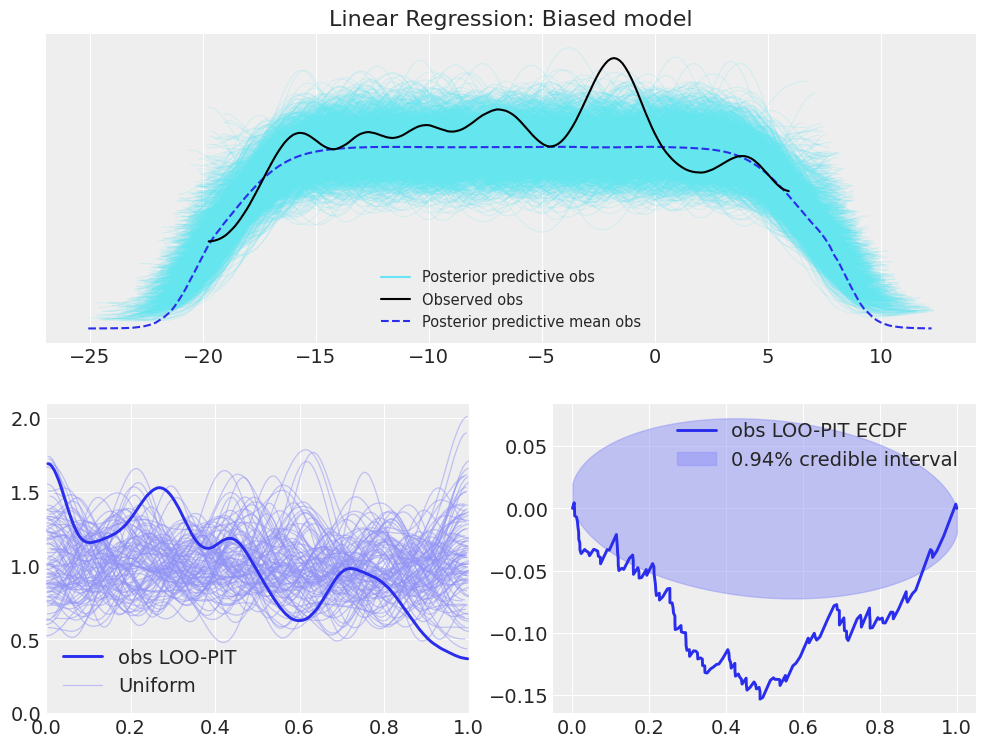 Linear Regression: Biased model
Posterior predictive obs
Observed obs
Posterior predictive mean obs
−25 −20 −15 −10 −5 0 5 10
2.0
1.5
1.0
0.5
0.0
obs LOO-PIT
Uniform
0.0 0.2 0.4 0.6 0.8 1.0
0.05
0.00
−0.05
−0.10
−0.15
obs LOO-PIT ECDF
0.94% credible interval
0.0 0.2 0.4 0.6 0.8 1.0